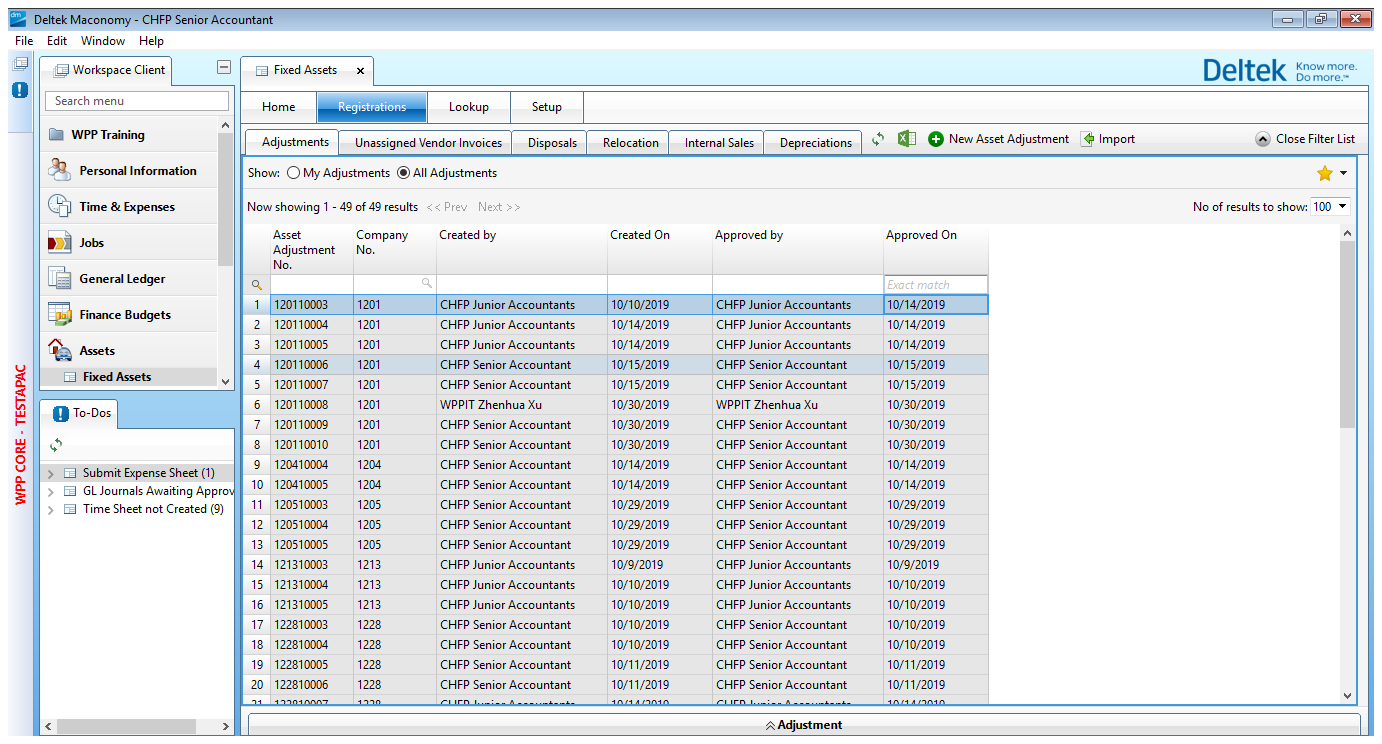 Deltek Maconomy - CHFP Senior Accountant
File Edit Window Help
Workspace Client
Fixed Assets x
Deltek Know more. Do more.™
Search menu
Home Registrations Lookup Setup
WPP Training
Personal Information
Time & Expenses
Jobs
General Ledger
Finance Budgets
Assets
Fixed Assets
To-Dos
Submit Expense Sheet (1)
GL Journals Awaiting Approv
Time Sheet not Created (9)
WPP CORE - TESTAPAC
Adjustments Unassigned Vendor Invoices Disposals Relocation Internal Sales Depreciations New Asset Adjustment Import Close Filter List
Show: My Adjustments All Adjustments
Now showing 1 - 49 of 49 results << Prev Next >> No of results to show: 100
Asset Adjustment No. Company No. Created by Created On Approved by Approved On
Exact match
1 120110003 1201 CHFP Junior Accountants 10/10/2019 CHFP Junior Accountants 10/14/2019
2 120110004 1201 CHFP Junior Accountants 10/14/2019 CHFP Junior Accountants 10/14/2019
3 120110005 1201 CHFP Junior Accountants 10/14/2019 CHFP Junior Accountants 10/14/2019
4 120110006 1201 CHFP Senior Accountant 10/15/2019 CHFP Senior Accountant 10/15/2019
5 120110007 1201 CHFP Senior Accountant 10/15/2019 CHFP Senior Accountant 10/15/2019
6 120110008 1201 WPPIT Zhenhua Xu 10/30/2019 WPPIT Zhenhua Xu 10/30/2019
7 120110009 1201 CHFP Senior Accountant 10/30/2019 CHFP Senior Accountant 10/30/2019
8 120110010 1201 CHFP Senior Accountant 10/30/2019 CHFP Senior Accountant 10/30/2019
9 120410004 1204 CHFP Senior Accountant 10/14/2019 CHFP Senior Accountant 10/14/2019
10 120410005 1204 CHFP Senior Accountant 10/14/2019 CHFP Senior Accountant 10/14/2019
11 120510003 1205 CHFP Senior Accountant 10/29/2019 CHFP Senior Accountant 10/29/2019
12 120510004 1205 CHFP Senior Accountant 10/29/2019 CHFP Senior Accountant 10/29/2019
13 120510005 1205 CHFP Senior Accountant 10/29/2019 CHFP Senior Accountant 10/29/2019
14 121310003 1213 CHFP Junior Accountants 10/9/2019 CHFP Junior Accountants 10/9/2019
15 121310004 1213 CHFP Junior Accountants 10/10/2019 CHFP Junior Accountants 10/10/2019
16 121310005 1213 CHFP Junior Accountants 10/10/2019 CHFP Junior Accountants 10/10/2019
17 122810003 1228 CHFP Senior Accountant 10/10/2019 CHFP Senior Accountant 10/10/2019
18 122810004 1228 CHFP Senior Accountant 10/10/2019 CHFP Senior Accountant 10/10/2019
19 122810005 1228 CHFP Senior Accountant 10/11/2019 CHFP Senior Accountant 10/11/2019
20 122810006 1228 CHFP Senior Accountant 10/11/2019 CHFP Senior Accountant 10/11/2019
Adjustment